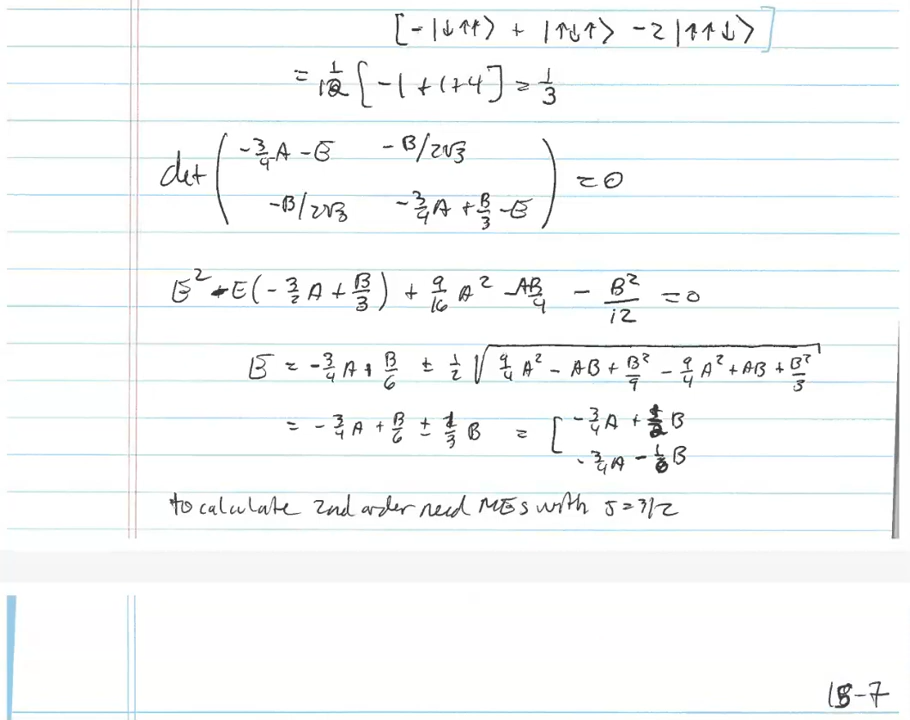 [-|↓↑↑⟩ + |↑↓↑⟩ -2|↑↑↓⟩]
= 1/12 [-1+1+4] = 1/3
det ( -3/4 A - E   -B/2√3
-B/2√3   -3/4 A + B/3 - E ) = 0
E² - E(-3/2 A + B/3) + 9/16 A² - AB/4 - B²/12 = 0
E = -3/4 A + B/6 ± 1/2 √(9/4 A² - AB + B²/9 - 9/4 A² + AB + B²/3)
= -3/4 A + B/6 ± 1/3 B = [ -3/4 A + 1/2 B
-3/4 A - 1/6 B
to calculate 2nd order need MEs with J=3/2
18-7